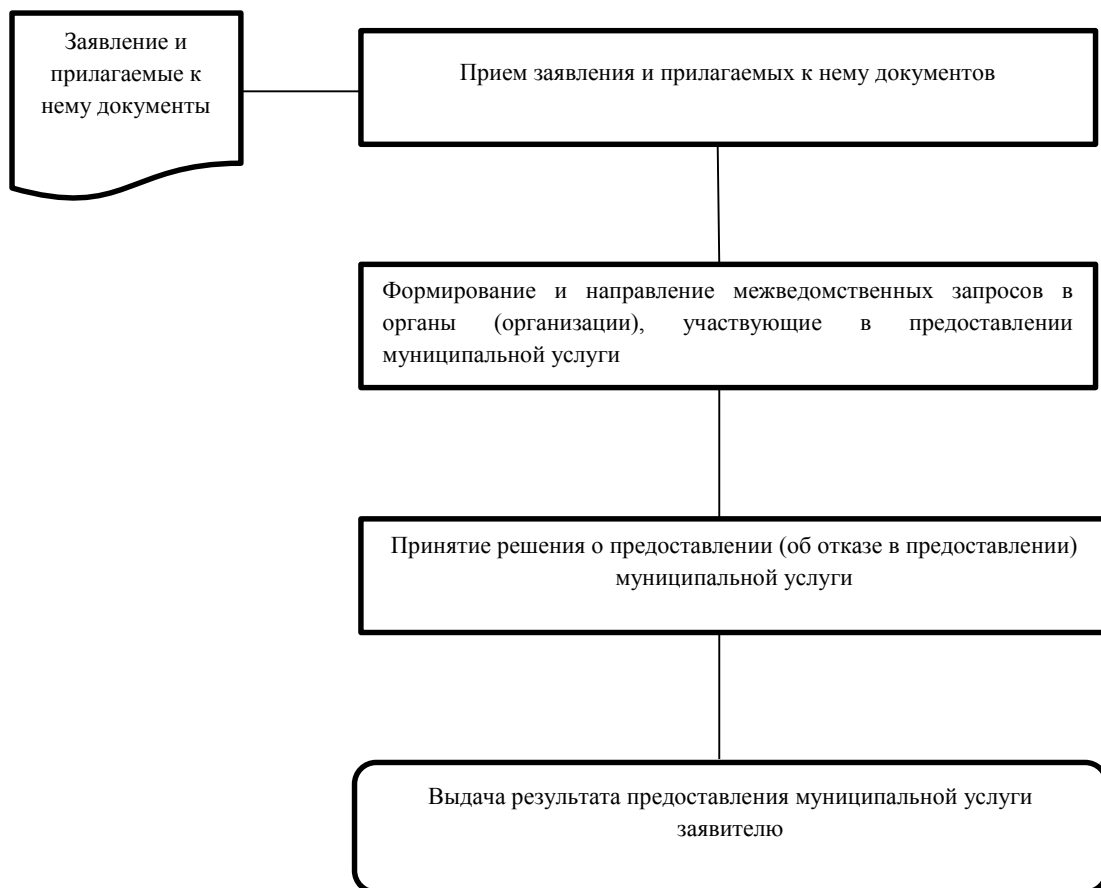 Заявление и
прилагаемые к
нему документы
Прием заявления и прилагаемых к нему документов
Формирование и направление межведомственных запросов в
органы (организации), участвующие в предоставлении
муниципальной услуги
Принятие решения о предоставлении (об отказе в предоставлении)
муниципальной услуги
Выдача результата предоставления муниципальной услуги
заявителю